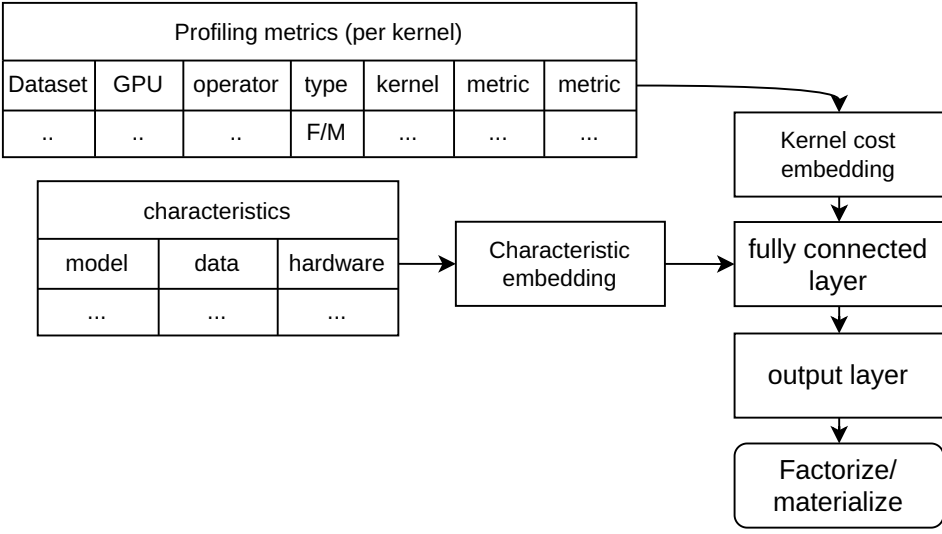 Profiling metrics (per kernel)
Dataset GPU operator type kernel metric metric
.. .. .. F/M ... ... ...
Kernel cost
embedding
characteristics
model data hardware
... ... ...
Characteristic
embedding
fully connected
layer
output layer
Factorize/
materialize